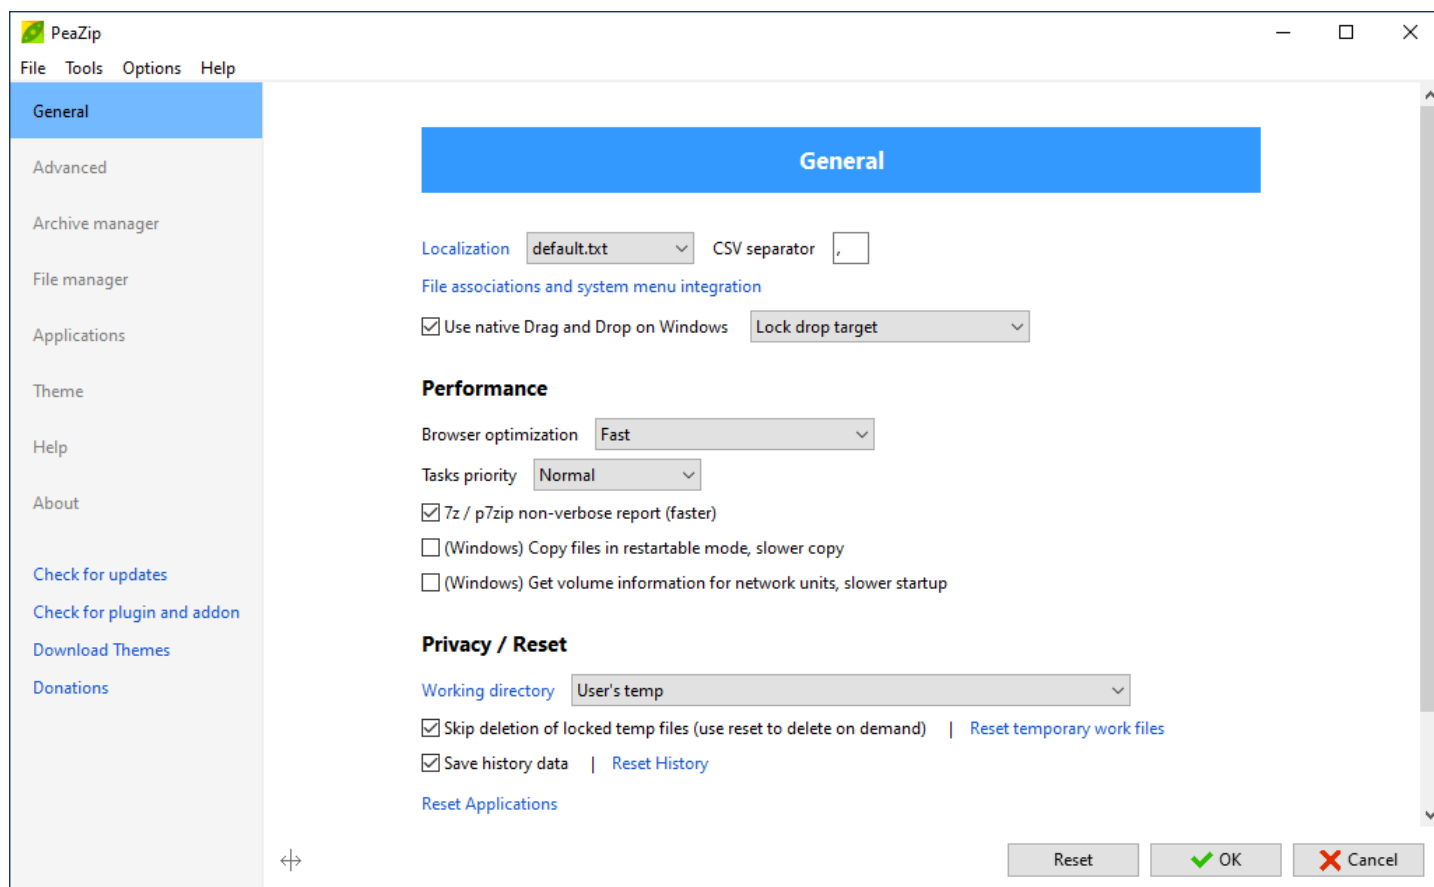 PeaZip
File Tools Options Help
General
Advanced
Archive manager
File manager
Applications
Theme
Help
About
Check for updates
Check for plugin and addon
Download Themes
Donations
General
Localization default.txt CSV separator ,
File associations and system menu integration
Use native Drag and Drop on Windows Lock drop target
Performance
Browser optimization Fast
Tasks priority Normal
7z / p7zip non-verbose report (faster)
(Windows) Copy files in restartable mode, slower copy
(Windows) Get volume information for network units, slower startup
Privacy / Reset
Working directory User's temp
Skip deletion of locked temp files (use reset to delete on demand) | Reset temporary work files
Save history data | Reset History
Reset Applications
Reset OK Cancel